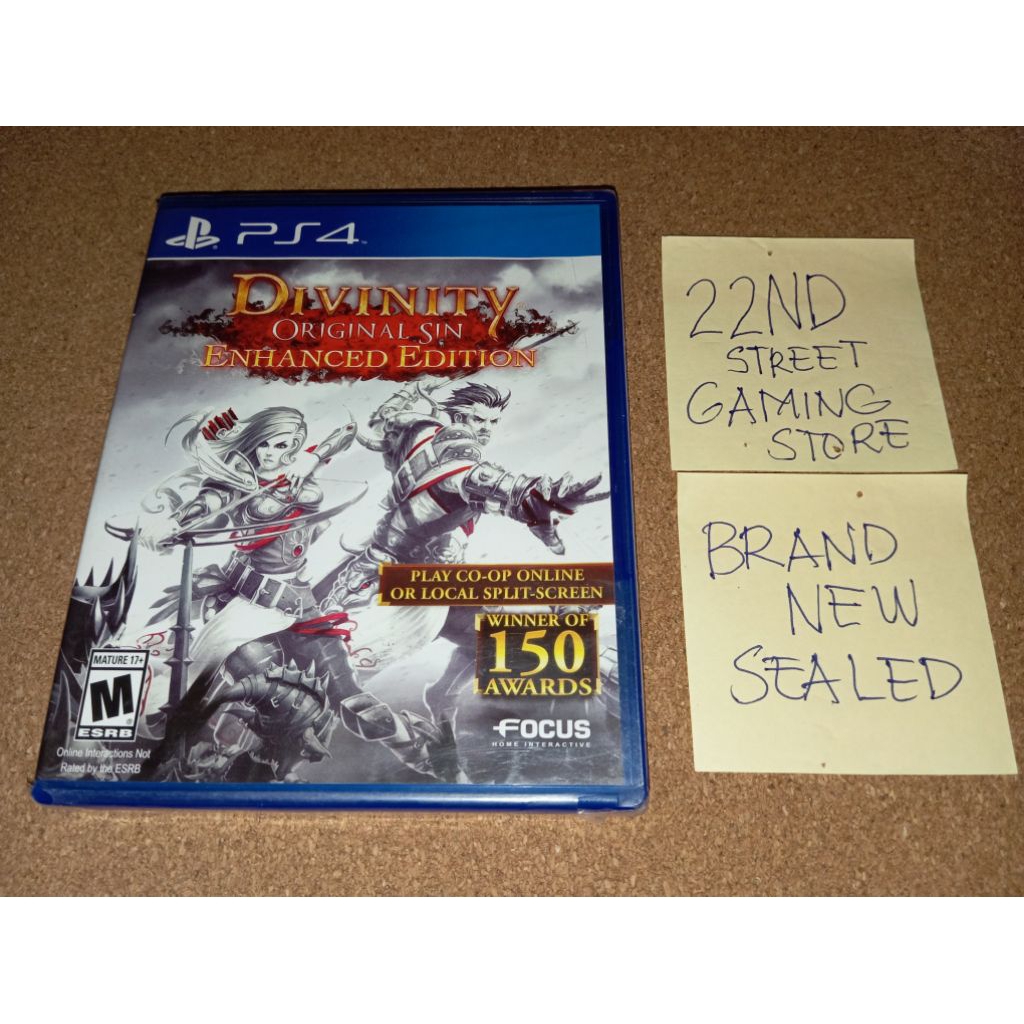 PS4
DIVINITY
ORIGINAL SIN
ENHANCED EDITION
PLAY CO-OP ONLINE
OR LOCAL SPLIT-SCREEN
WINNER OF
150
AWARDS
MATURE 17+
M
ESRB
Online Interactions Not
Rated by the ESRB
FOCUS
HOME INTERACTIVE
22ND
STREET
GAMING
STORE
BRAND
NEW
SEALED